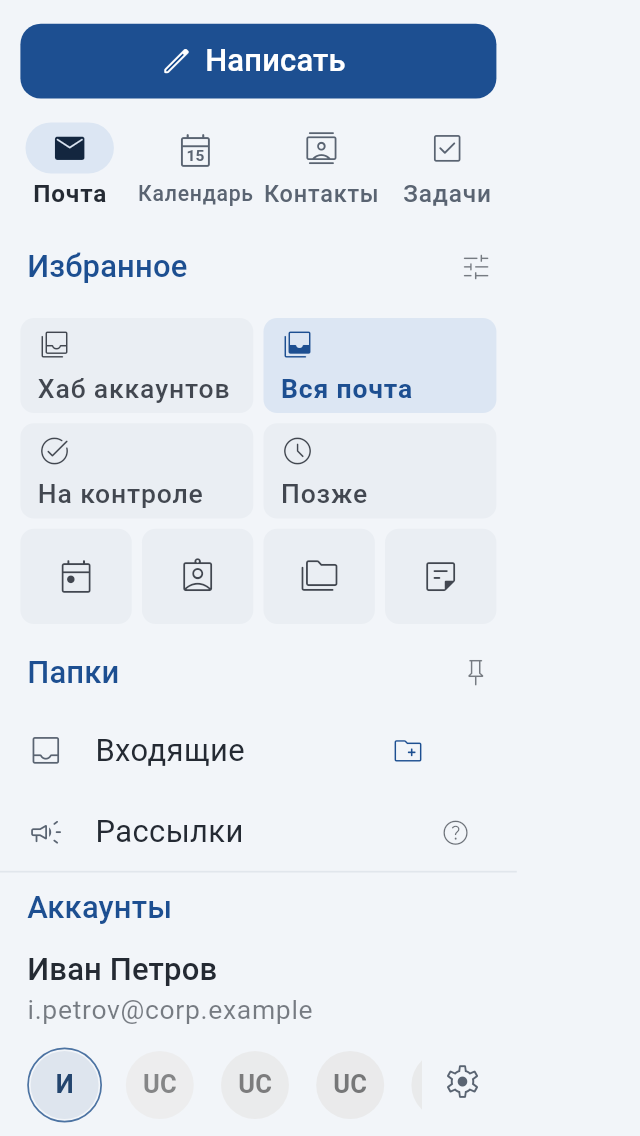 Написать
15
Почта Календарь Контакты Задачи
Избранное
Хаб аккаунтов Вся почта
На контроле Позже
Папки
Входящие
Рассылки ?
Аккаунты
Иван Петров
i.petrov@corp.example
И UC UC UC